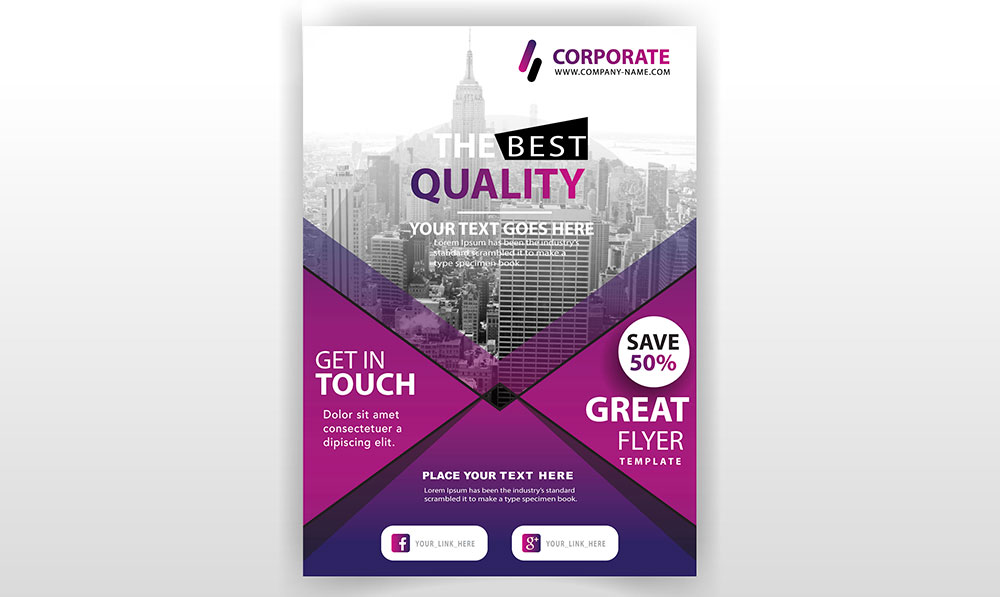 CORPORATE
WWW.COMPANY-NAME.COM
THE BEST
QUALITY
YOUR TEXT GOES HERE
Lorem Ipsum has been the industry's
standard scrambled it to make a
type specimen book.
GET IN
TOUCH
Dolor sit amet
consectetuer a
dipiscing elit.
SAVE
50%
GREAT
FLYER
TEMPLATE
PLACE YOUR TEXT HERE
Lorem Ipsum has been the industry's standard
scrambled it to make a type specimen book.
f YOUR_LINK_HERE
g+ YOUR_LINK_HERE